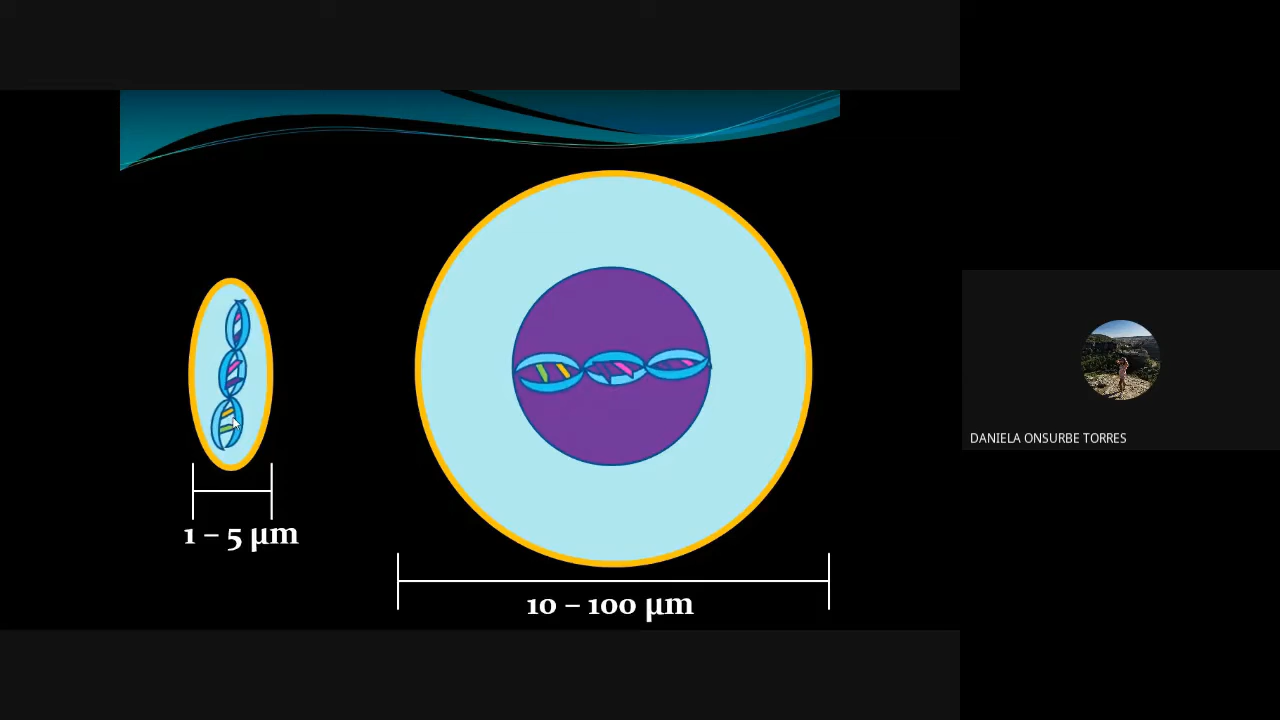 DANIELA ONSURBE TORRES
1 – 5 µm
10 – 100 µm